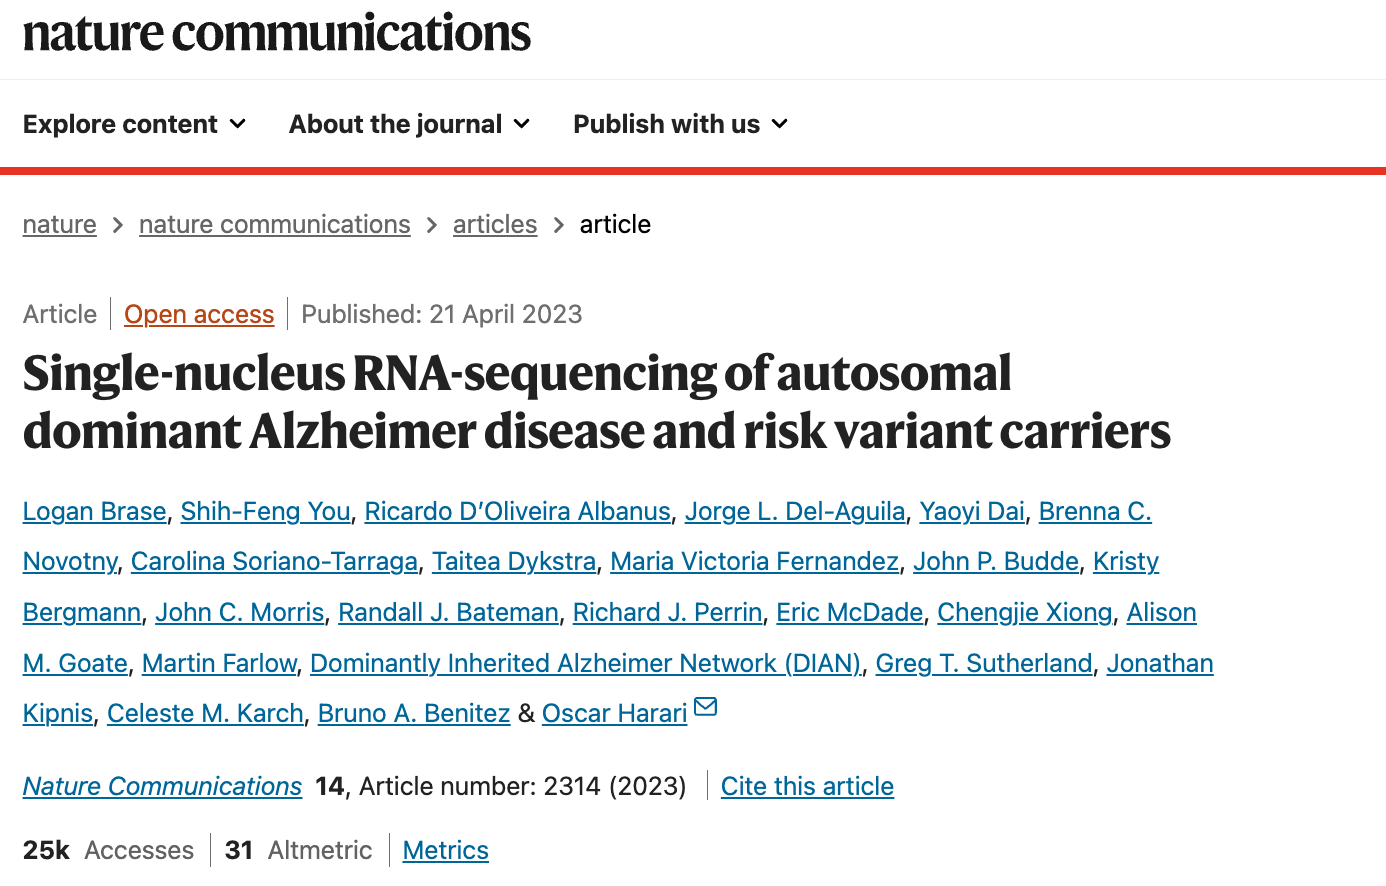 nature communications
Explore content About the journal Publish with us
nature > nature communications > articles > article
Article Open access Published: 21 April 2023
Single-nucleus RNA-sequencing of autosomal
dominant Alzheimer disease and risk variant carriers
Logan Brase, Shih-Feng You, Ricardo D’Oliveira Albanus, Jorge L. Del-Aguila, Yaoyi Dai, Brenna C.
Novotny, Carolina Soriano-Tarraga, Taitea Dykstra, Maria Victoria Fernandez, John P. Budde, Kristy
Bergmann, John C. Morris, Randall J. Bateman, Richard J. Perrin, Eric McDade, Chengjie Xiong, Alison
M. Goate, Martin Farlow, Dominantly Inherited Alzheimer Network (DIAN), Greg T. Sutherland, Jonathan
Kipnis, Celeste M. Karch, Bruno A. Benitez & Oscar Harari
Nature Communications 14, Article number: 2314 (2023) Cite this article
25k Accesses 31 Altmetric Metrics